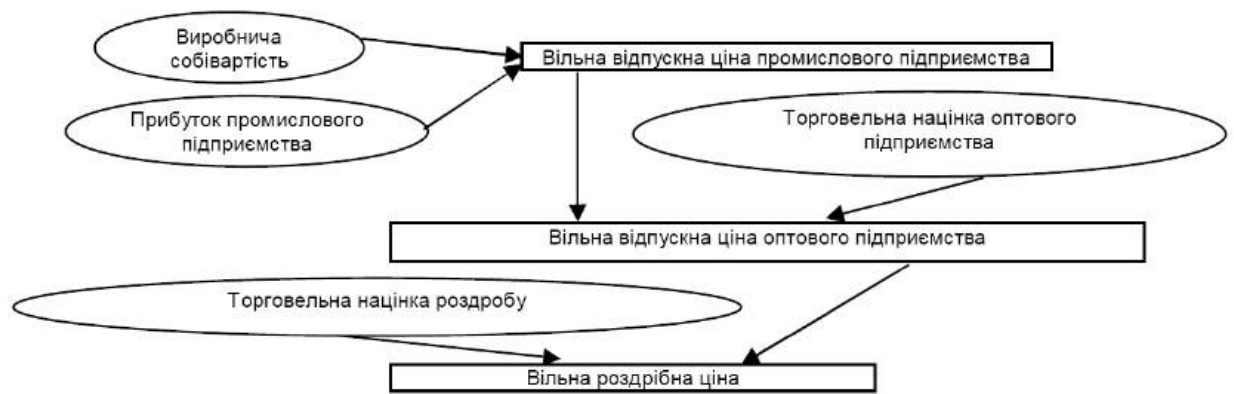 Виробнича
собівартість
Вільна відпускна ціна промислового підприємства
Прибуток промислового
підприємства
Торговельна націнка оптового
підприємства
Вільна відпускна ціна оптового підприємства
Торговельна націнка роздробу
Вільна роздрібна ціна